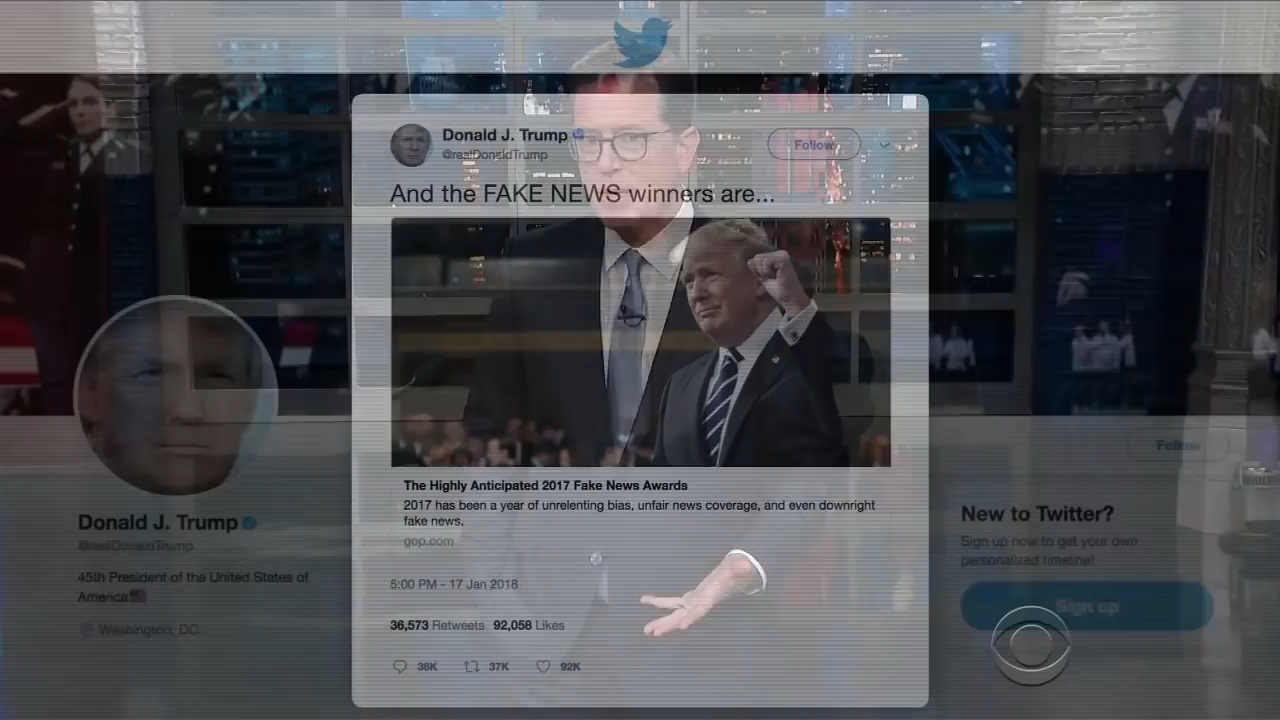 Donald J. Trump
@realDonaldTrump
Follow
And the FAKE NEWS winners are...
The Highly Anticipated 2017 Fake News Awards
2017 has been a year of unrelenting bias, unfair news coverage, and even downright
fake news.
gop.com
5:00 PM - 17 Jan 2018
36,573 Retweets 92,058 Likes
38K 37K 92K
Donald J. Trump
@realDonaldTrump
45th President of the United States of
America
Washington, DC
Follow
New to Twitter?
Sign up now to get your own
personalized timeline!
Sign up